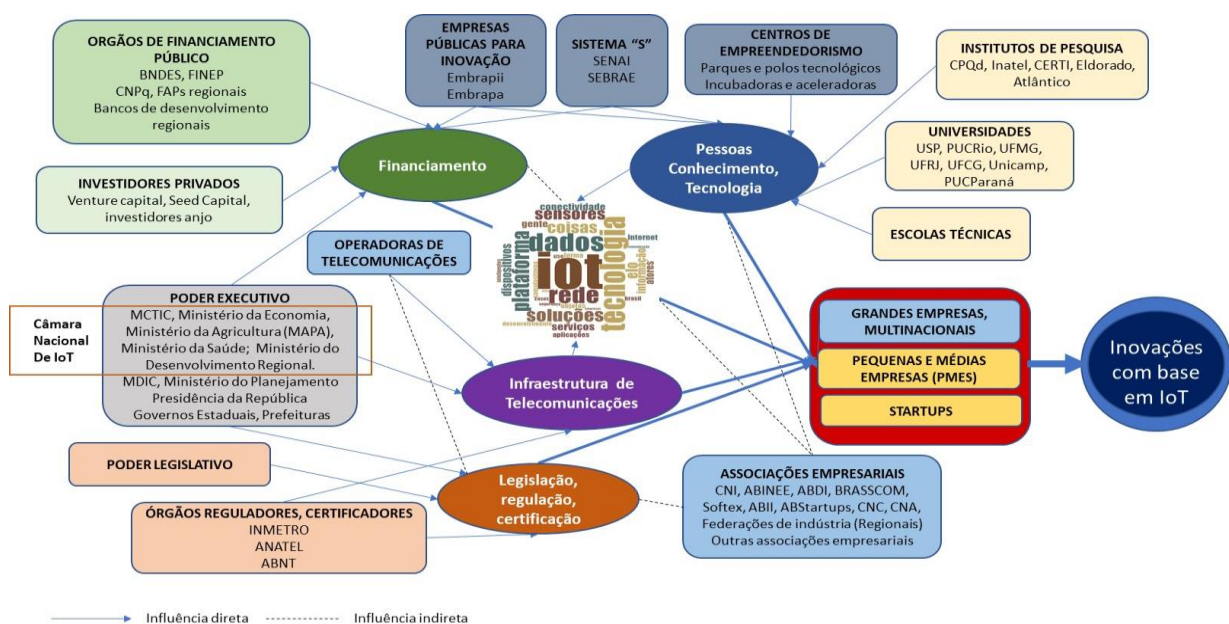 ORGÃOS DE FINANCIAMENTO
PÚBLICO
BNDES, FINEP
CNPq, FAPs regionais
Bancos de desenvolvimento
regionais
EMPRESAS
PÚBLICAS PARA
INOVAÇÃO
Embrapii
Embrapa
SISTEMA “S”
SENAI
SEBRAE
CENTROS DE
EMPREENDEDORISMO
Parques e polos tecnológicos
Incubadoras e aceleradoras
INSTITUTOS DE PESQUISA
CPQd, Inatel, CERTI, Eldorado,
Atlântico
UNIVERSIDADES
USP, PUCRio, UFMG,
UFRJ, UFCG, Unicamp,
PUCParaná
ESCOLAS TÉCNICAS
Financiamento
Pessoas
Conhecimento,
Tecnologia
INVESTIDORES PRIVADOS
Venture capital, Seed Capital,
investidores anjo
OPERADORAS DE
TELECOMUNICAÇÕES
conectividade
sensores
gente
coisas
internet
dados
iot
rede
tecnologia
plataforma
dispositivos
elo
informação
atores
brasil
soluções
serviços
aplicações
Câmara
Nacional
De IoT
PODER EXECUTIVO
MCTIC, Ministério da Economia,
Ministério da Agricultura (MAPA),
Ministério da Saúde; Ministério do
Desenvolvimento Regional.
MDIC, Ministério do Planejamento
Presidência da República
Governos Estaduais, Prefeituras
Infraestrutura de
Telecomunicações
GRANDES EMPRESAS,
MULTINACIONAIS
PEQUENAS E MÉDIAS
EMPRESAS (PMES)
STARTUPS
Inovações
com base
em IoT
PODER LEGISLATIVO
Legislação,
regulação,
certificação
ÓRGÃOS REGULADORES, CERTIFICADORES
INMETRO
ANATEL
ABNT
ASSOCIAÇÕES EMPRESARIAIS
CNI, ABINEE, ABDI, BRASSCOM,
Softex, ABII, ABStartups, CNC, CNA,
Federações de indústria (Regionais)
Outras associações empresariais
Influência direta
Influência indireta